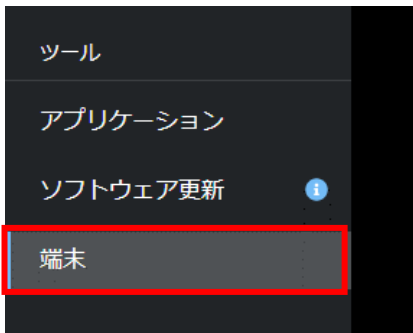 ツール
アプリケーション
ソフトウェア更新
端末